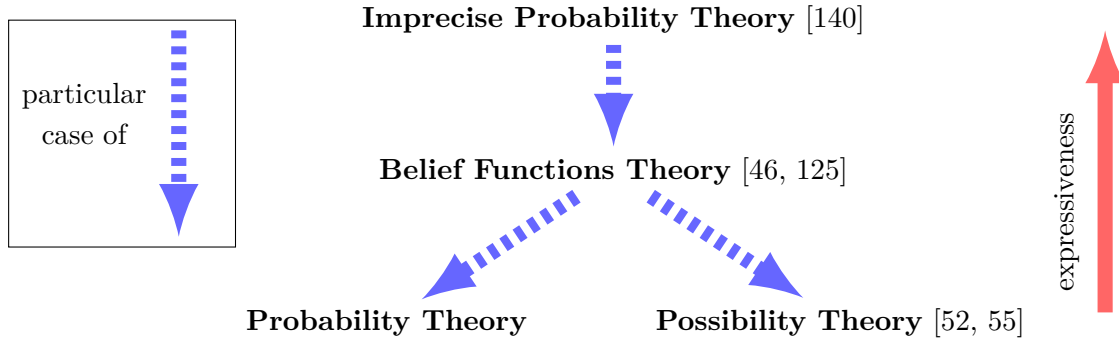 Imprecise Probability Theory [140]
particular
case of
Belief Functions Theory [46, 125]
expressiveness
Probability Theory
Possibility Theory [52, 55]